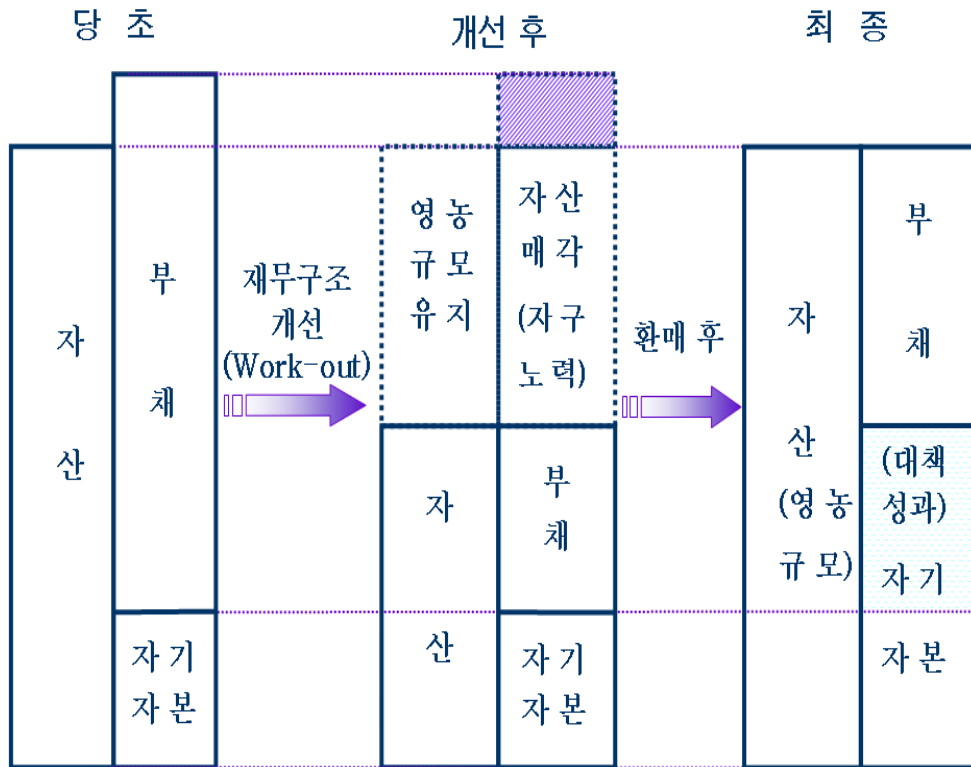 당 초
개선 후
최 종
자
산
부
채
자 기
자 본
재무구조
개선
(Work-out)
영 농
규 모
유 지
자 산
매 각
(자 구
노 력)
자
산
부
채
자 기
자 본
환매 후
자
산
(영 농
규 모)
부
채
(대책
성과)
자 기
자 본